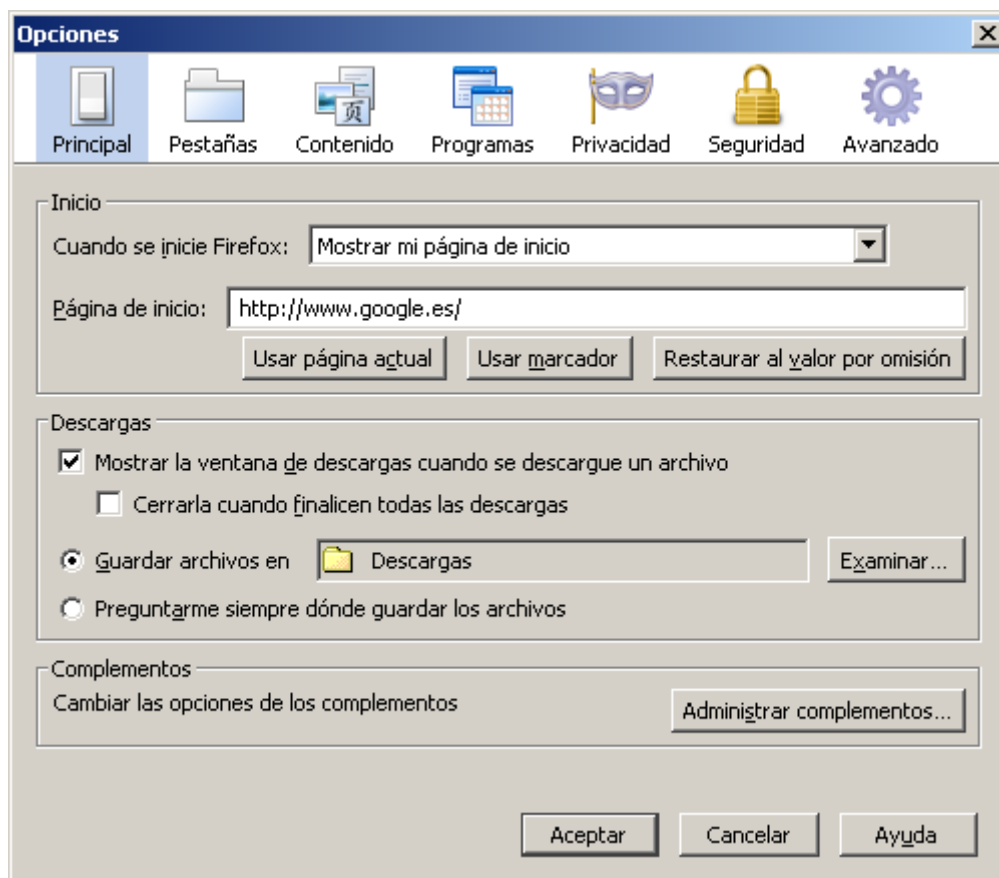 Opciones
Principal Pestañas Contenido Programas Privacidad Seguridad Avanzado
页
Inicio
Cuando se inicie Firefox: Mostrar mi página de inicio
Página de inicio: http://www.google.es/
Usar página actual Usar marcador Restaurar al valor por omisión
Descargas
Mostrar la ventana de descargas cuando se descargue un archivo
Cerrarla cuando finalicen todas las descargas
Guardar archivos en Descargas Examinar...
Preguntarme siempre dónde guardar los archivos
Complementos
Cambiar las opciones de los complementos
Administrar complementos...
Aceptar Cancelar Ayuda